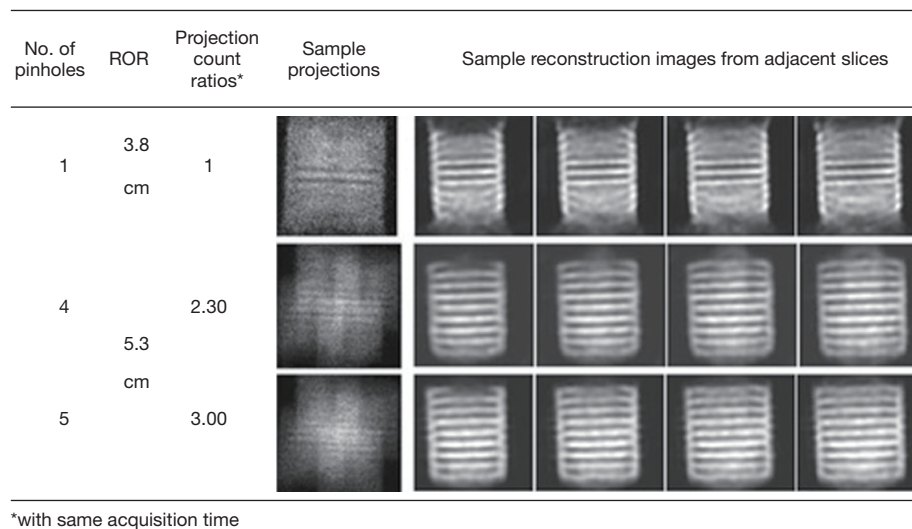 No. of
pinholes
ROR
Projection
count
ratios*
Sample
projections
Sample reconstruction images from adjacent slices
1
3.8
cm
1
4
2.30
5.3
cm
5
3.00
*with same acquisition time